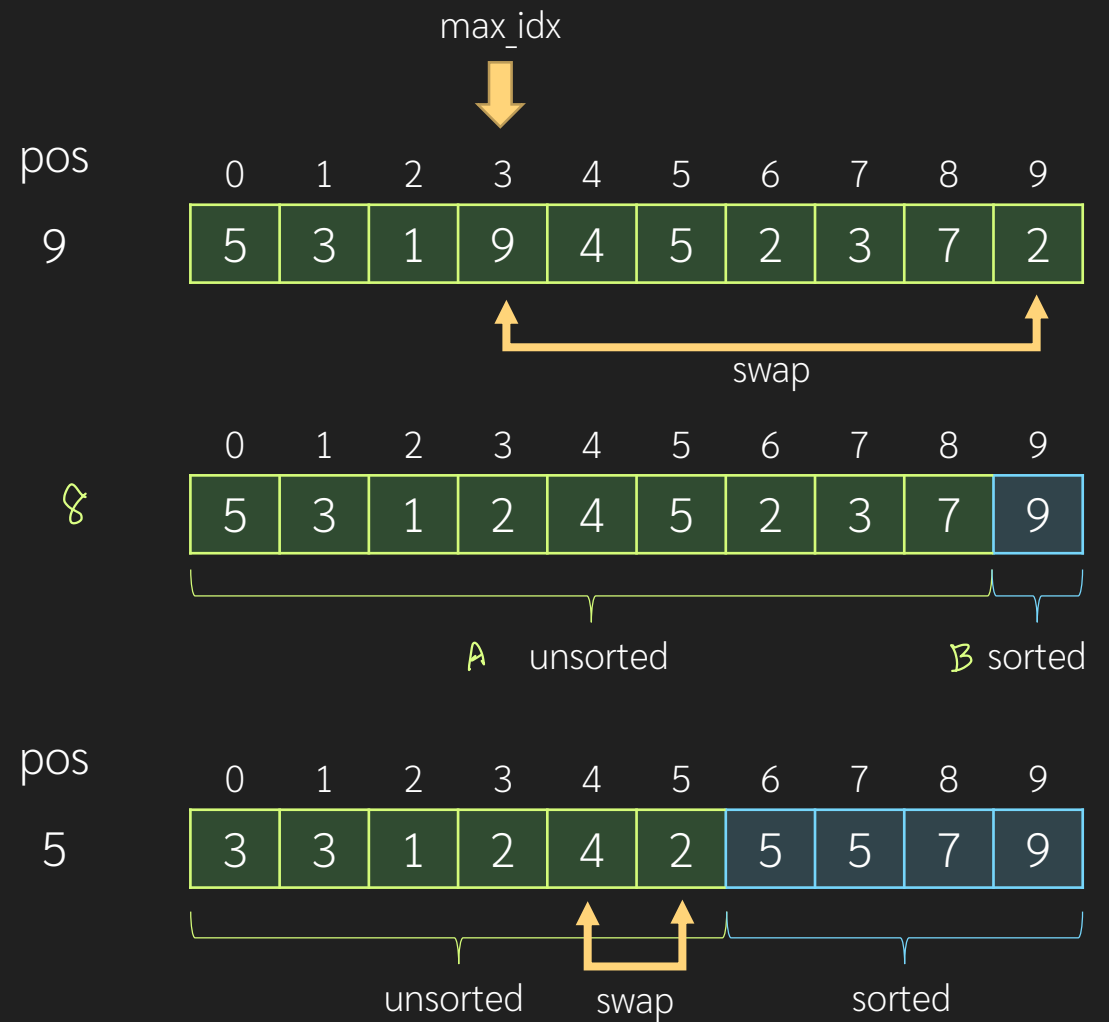 max_idx
pos 0 1 2 3 4 5 6 7 8 9
9 5 3 1 9 4 5 2 3 7 2
swap
0 1 2 3 4 5 6 7 8 9
8 5 3 1 2 4 5 2 3 7 9
A unsorted B sorted
pos 0 1 2 3 4 5 6 7 8 9
5 3 3 1 2 4 2 5 5 7 9
unsorted swap sorted